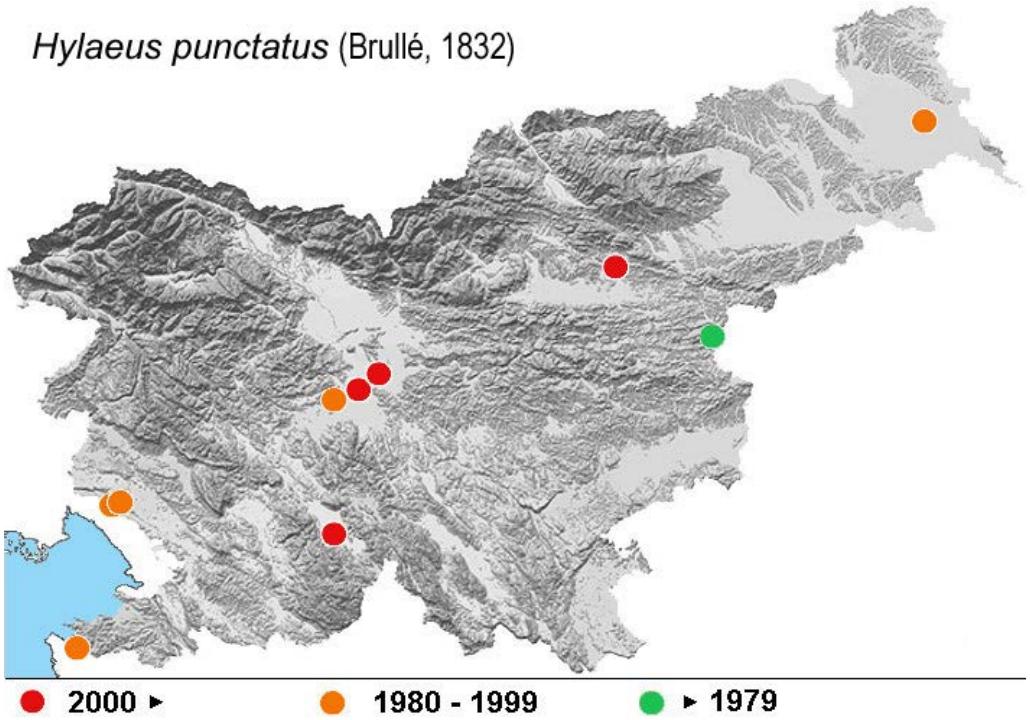 Hylaeus punctatus (Brullé, 1832)
2000 ► 1980 - 1999 ► 1979